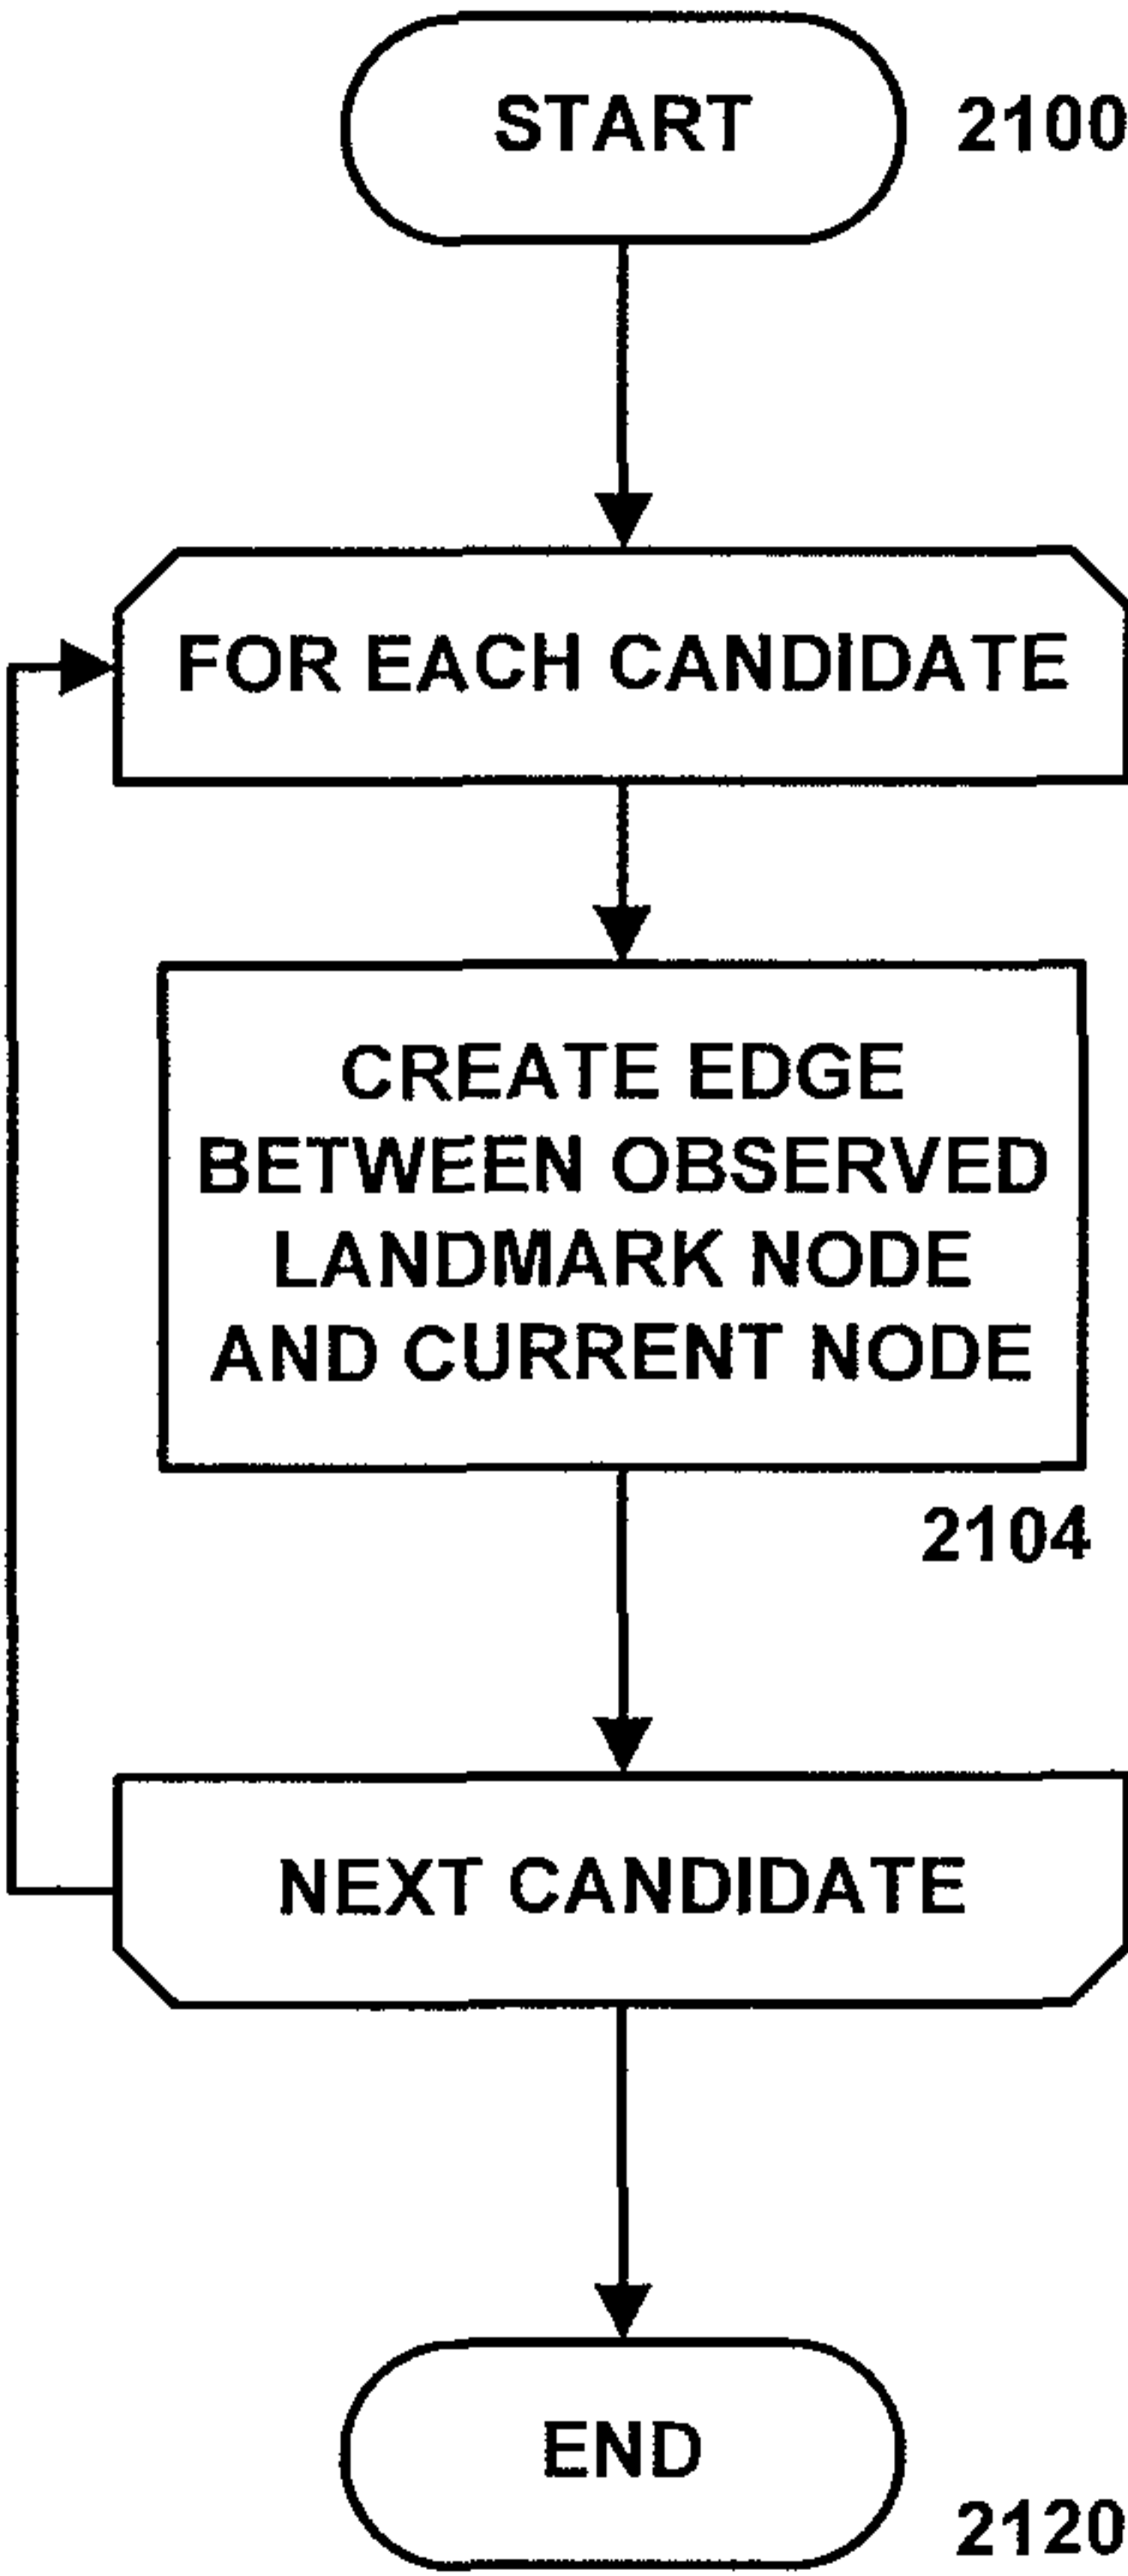 START
2100
FOR EACH CANDIDATE
CREATE EDGE
BETWEEN OBSERVED
LANDMARK NODE
AND CURRENT NODE
2104
NEXT CANDIDATE
END
2120